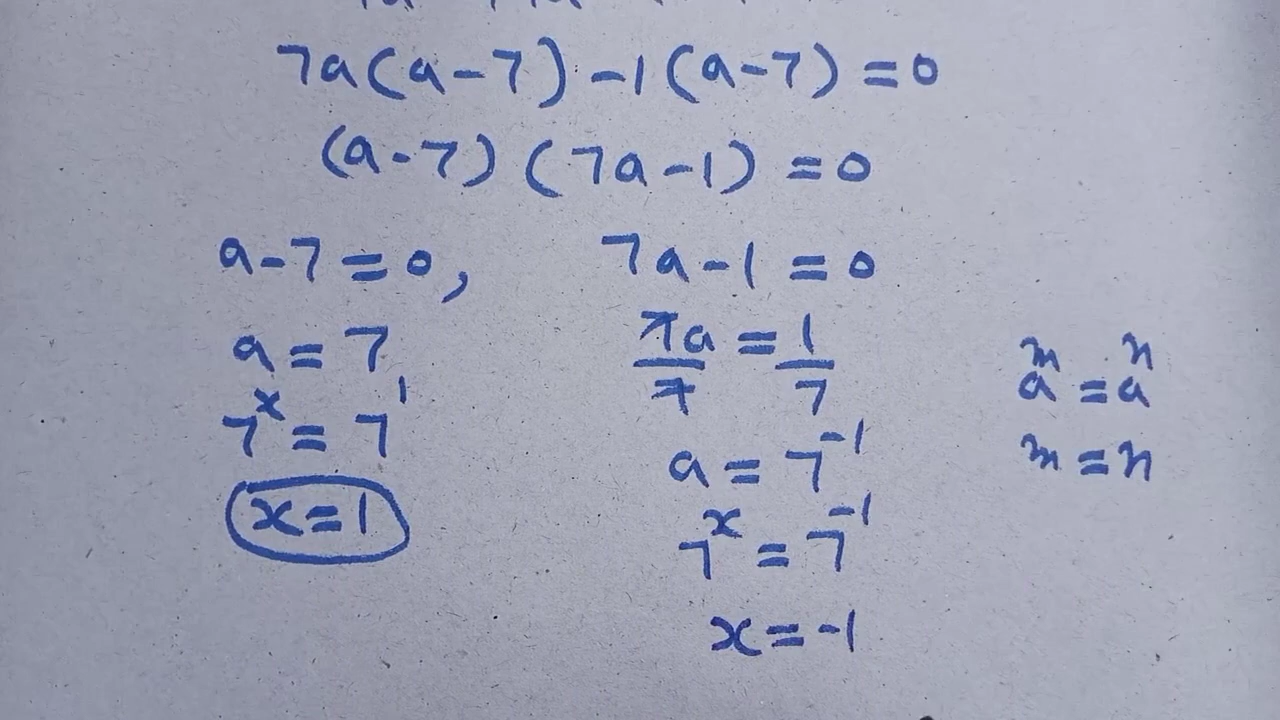 7a(a-7)-1(a-7)=0
(a-7)(7a-1)=0
a-7=0, 7a-1=0
a=7
7a/7=1/7
7^x=7^1
a=7^-1
x=1
7^x=7^-1
x=-1
a^m=a^n
m=n